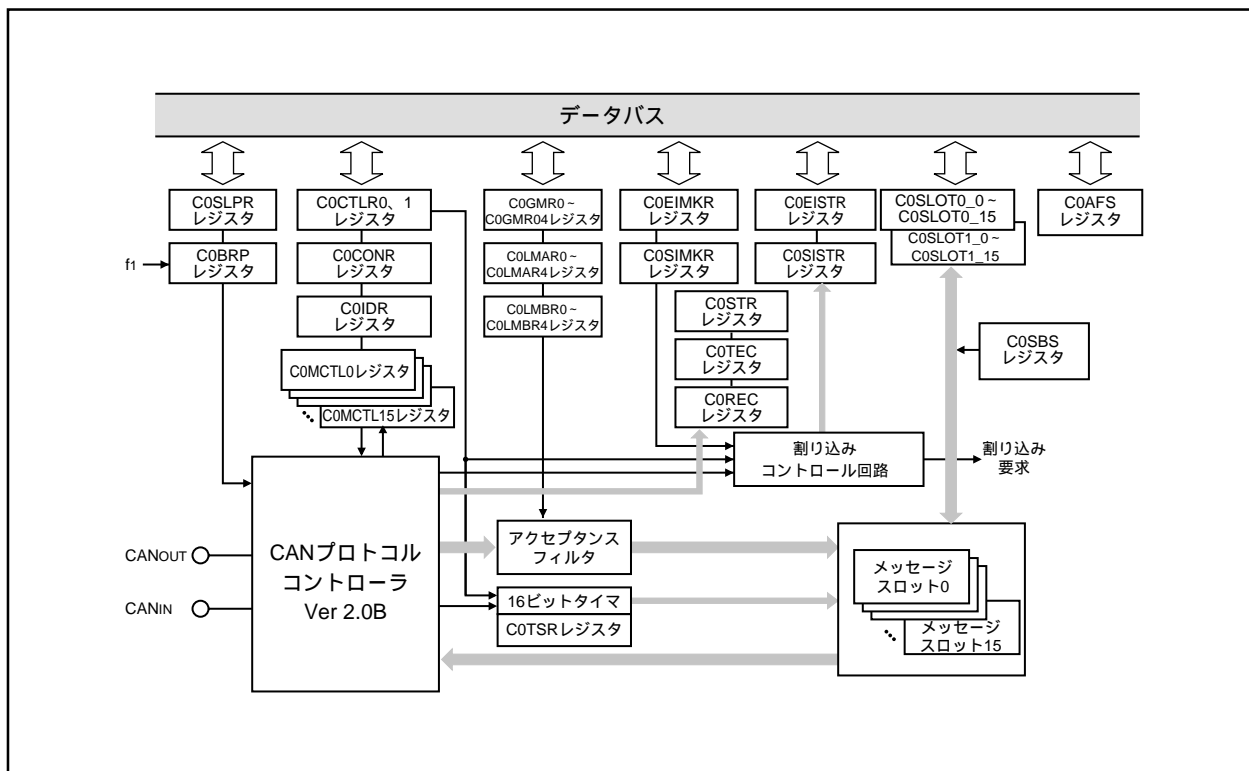 データバス
C0SLPR
レジスタ
C0CTLR0、1
レジスタ
C0GMR0~
C0GMR04レジスタ
C0EIMKR
レジスタ
C0EISTR
レジスタ
C0SLOT0_0~
C0SLOT0_15
C0AFS
レジスタ
f1
C0BRP
レジスタ
C0CONR
レジスタ
C0LMAR0~
C0LMAR4レジスタ
C0SIMKR
レジスタ
C0SISTR
レジスタ
C0SLOT1_0~
C0SLOT1_15
C0IDR
レジスタ
C0LMBR0~
C0LMBR4レジスタ
C0STR
レジスタ
C0SBS
レジスタ
C0MCTL0レジスタ
C0MCTL15レジスタ
C0TEC
レジスタ
C0REC
レジスタ
割り込み
コントロール回路
割り込み
要求
CANOUT
CANIN
CANプロトコル
コントローラ
Ver 2.0B
アクセプタンス
フィルタ
16ビットタイマ
C0TSRレジスタ
メッセージ
スロット0
メッセージ
スロット15